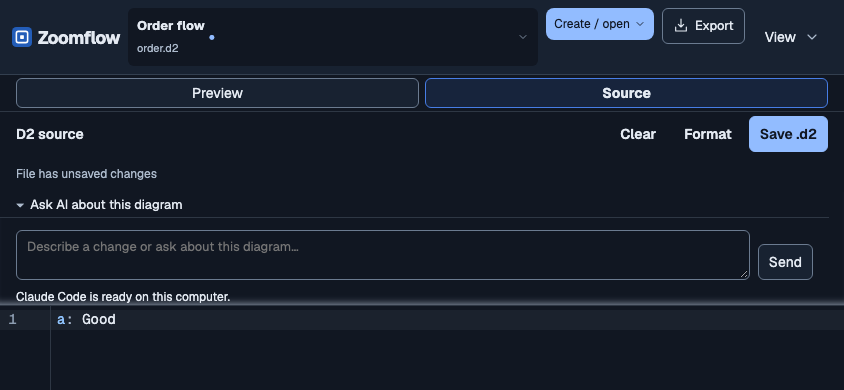 Zoomflow
Order flow
order.d2
Create / open
Export
View
Preview
Source
D2 source
Clear
Format
Save .d2
File has unsaved changes
Ask AI about this diagram
Describe a change or ask about this diagram...
Send
Claude Code is ready on this computer.
1 a: Good